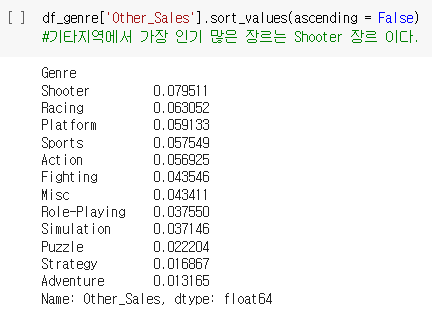 [ ] df_genre['Other_Sales'].sort_values(ascending = False)
#기타지역에서 가장 인기 많은 장르는 Shooter 장르 이다.
Genre
Shooter 0.079511
Racing 0.063052
Platform 0.059133
Sports 0.057549
Action 0.056925
Fighting 0.043546
Misc 0.043411
Role-Playing 0.037550
Simulation 0.037146
Puzzle 0.022204
Strategy 0.016867
Adventure 0.013165
Name: Other_Sales, dtype: float64